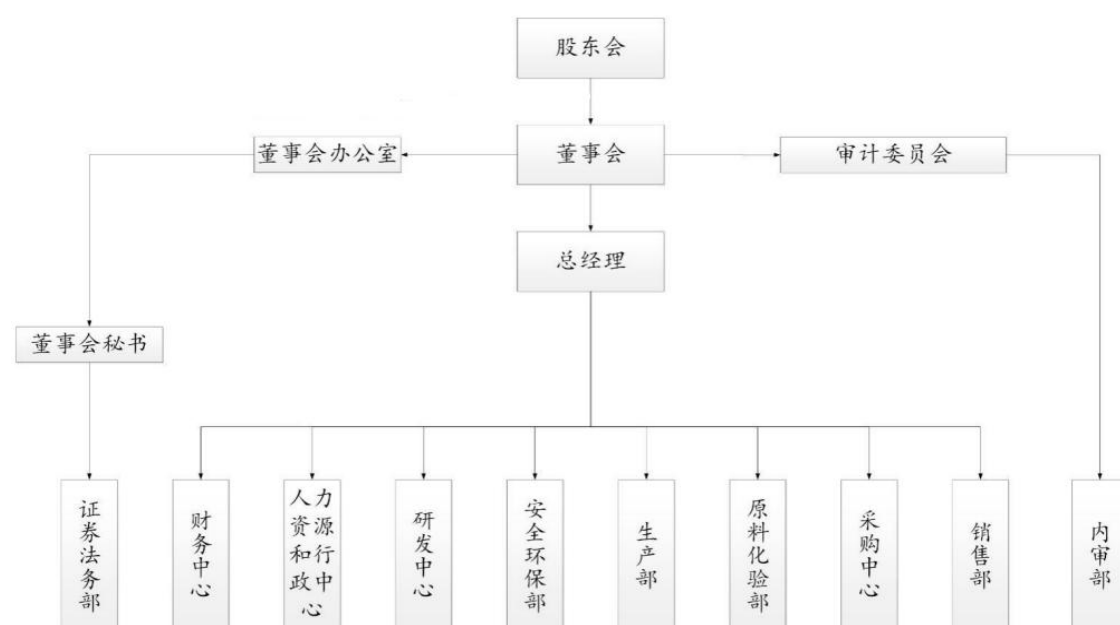 股东会
董事会办公室
董事会
审计委员会
总经理
董事会秘书
证券法务部
财务中心
人力资源和行政中心
研发中心
安全环保部
生产部
原料化验部
采购中心
销售部
内审部